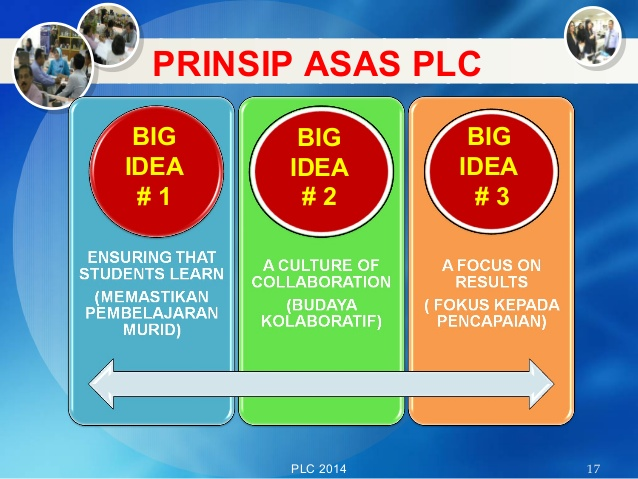 PRINSIP ASAS PLC
BIG
IDEA
# 1
ENSURING THAT
STUDENTS LEARN
(MEMASTIKAN
PEMBELAJARAN
MURID)
BIG
IDEA
# 2
A CULTURE OF
COLLABORATION
(BUDAYA
KOLABORATIF)
BIG
IDEA
# 3
A FOCUS ON
RESULTS
( FOKUS KEPADA
PENCAPAIAN)
PLC 2014
17